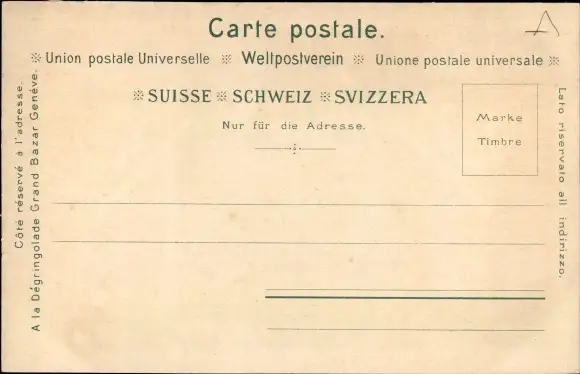 Carte postale.
Union postale Universelle ※ Weltpostverein ※ Unione postale universale
SUISSE ※ SCHWEIZ ※ SVIZZERA
Nur für die Adresse.
Marke
Timbre
Côté réservé à l'adresse.
A la Dégringolade Grand Bazar Genève.
Lato riservato all indirizzo.